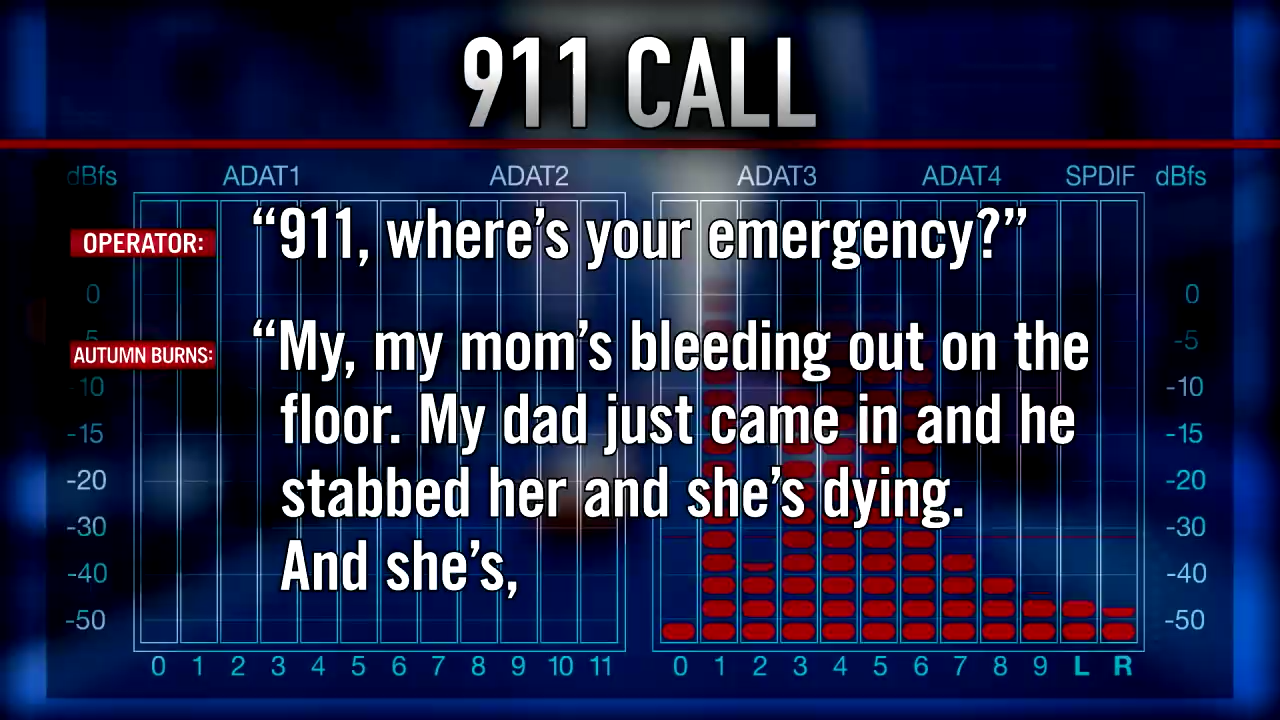 911 CALL
dBfs ADAT1 ADAT2 ADAT3 ADAT4 SPDIF dBfs
OPERATOR: “911, where’s your emergency?”
0 0
AUTUMN BURNS: “My, my mom’s bleeding out on the
5 -5
10 -10
floor. My dad just came in and he
-15 -15
-20 -20
stabbed her and she’s dying.
-30 -30
And she’s,
-40 -40
-50 -50
0 1 2 3 4 5 6 7 8 9 10 11 0 1 2 3 4 5 6 7 8 9 L R